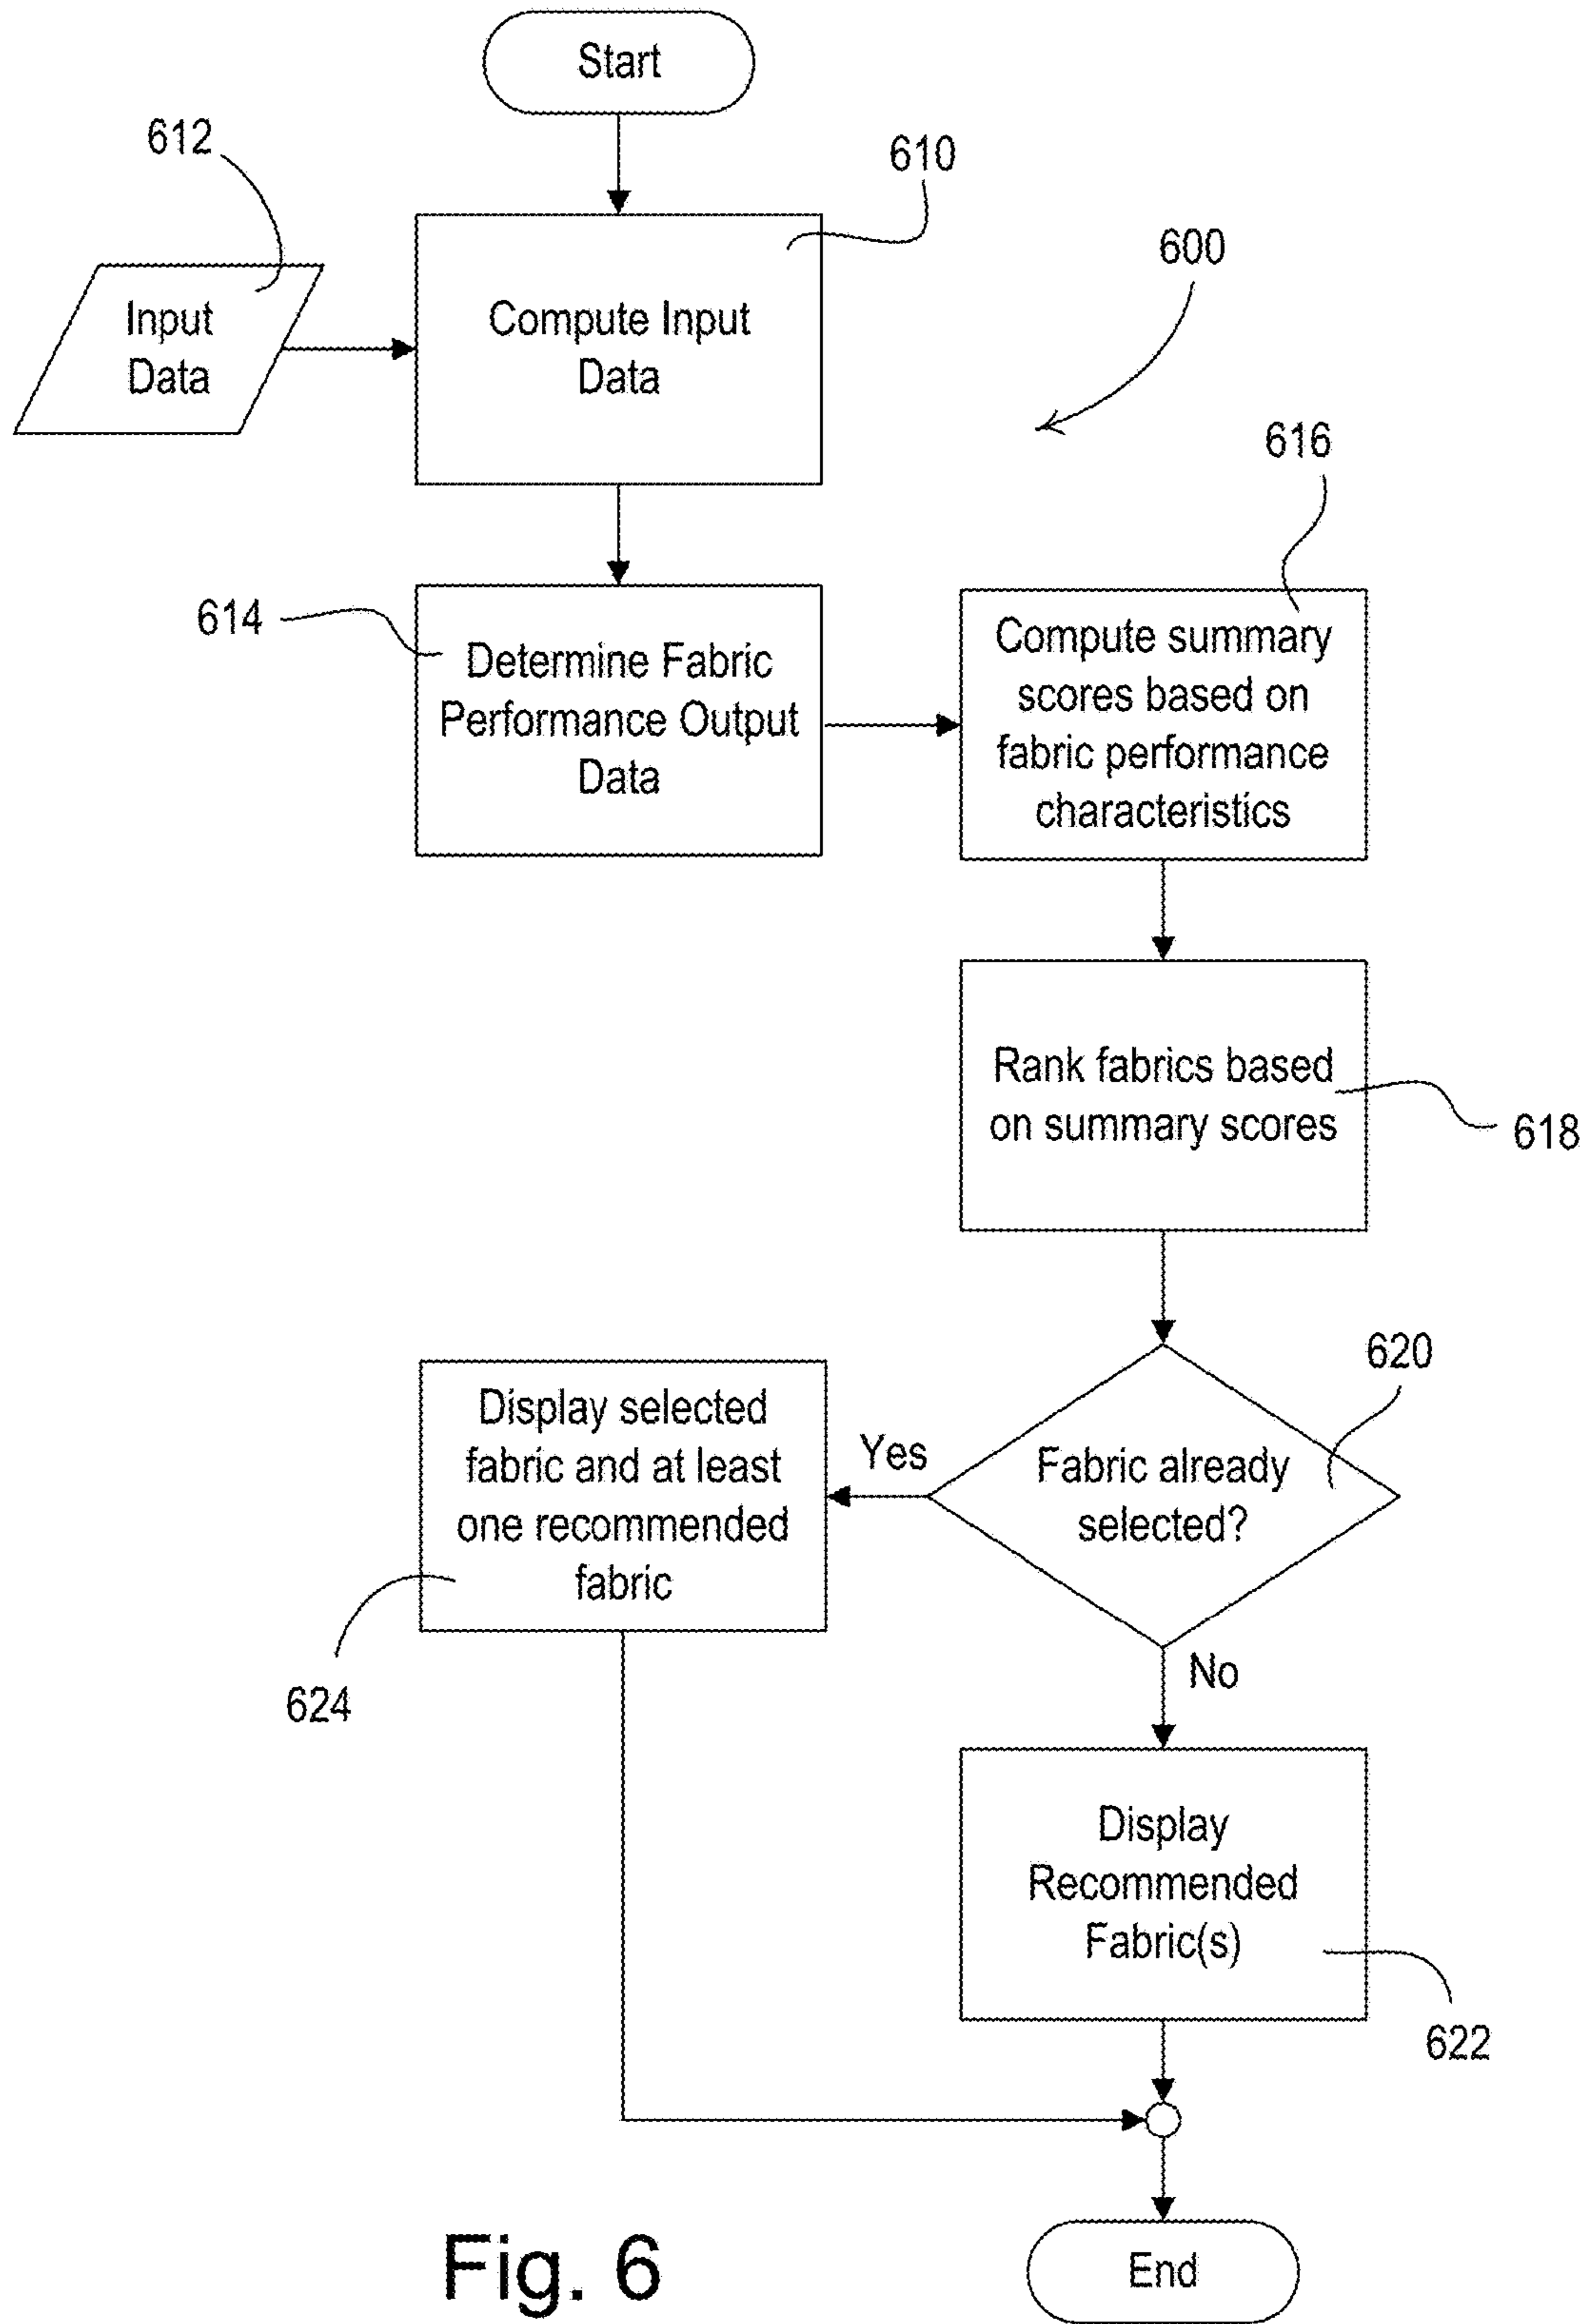 Start
612
610
600
Input
Data
Compute Input
Data
616
614
Determine Fabric
Performance Output
Data
Compute summary
scores based on
fabric performance
characteristics
Rank fabrics based
on summary scores
618
620
Display selected
fabric and at least
one recommended
fabric
Yes
Fabric already
selected?
624
No
Display
Recommended
Fabric(s)
622
End
Fig. 6